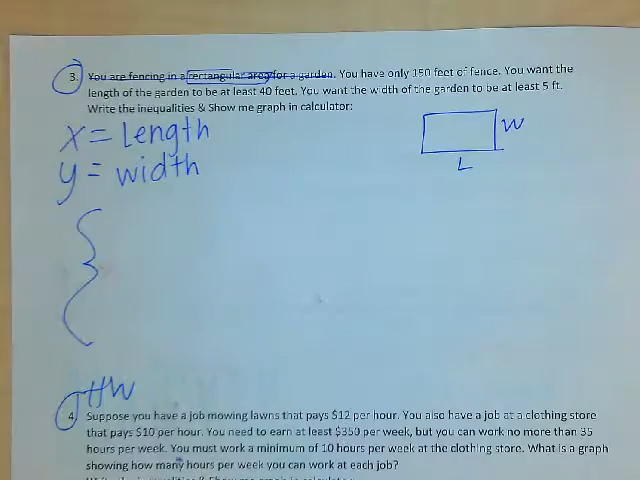 3. You are fencing in a rectangular area for a garden. You have only 150 feet of fence. You want the
length of the garden to be at least 40 feet. You want the width of the garden to be at least 5 ft.
Write the inequalities & Show me graph in calculator:
x = Length
y = width
W
L
HW
4. Suppose you have a job mowing lawns that pays $12 per hour. You also have a job at a clothing store
that pays $10 per hour. You need to earn at least $350 per week, but you can work no more than 35
hours per week. You must work a minimum of 10 hours per week at the clothing store. What is a graph
showing how many hours per week you can work at each job?